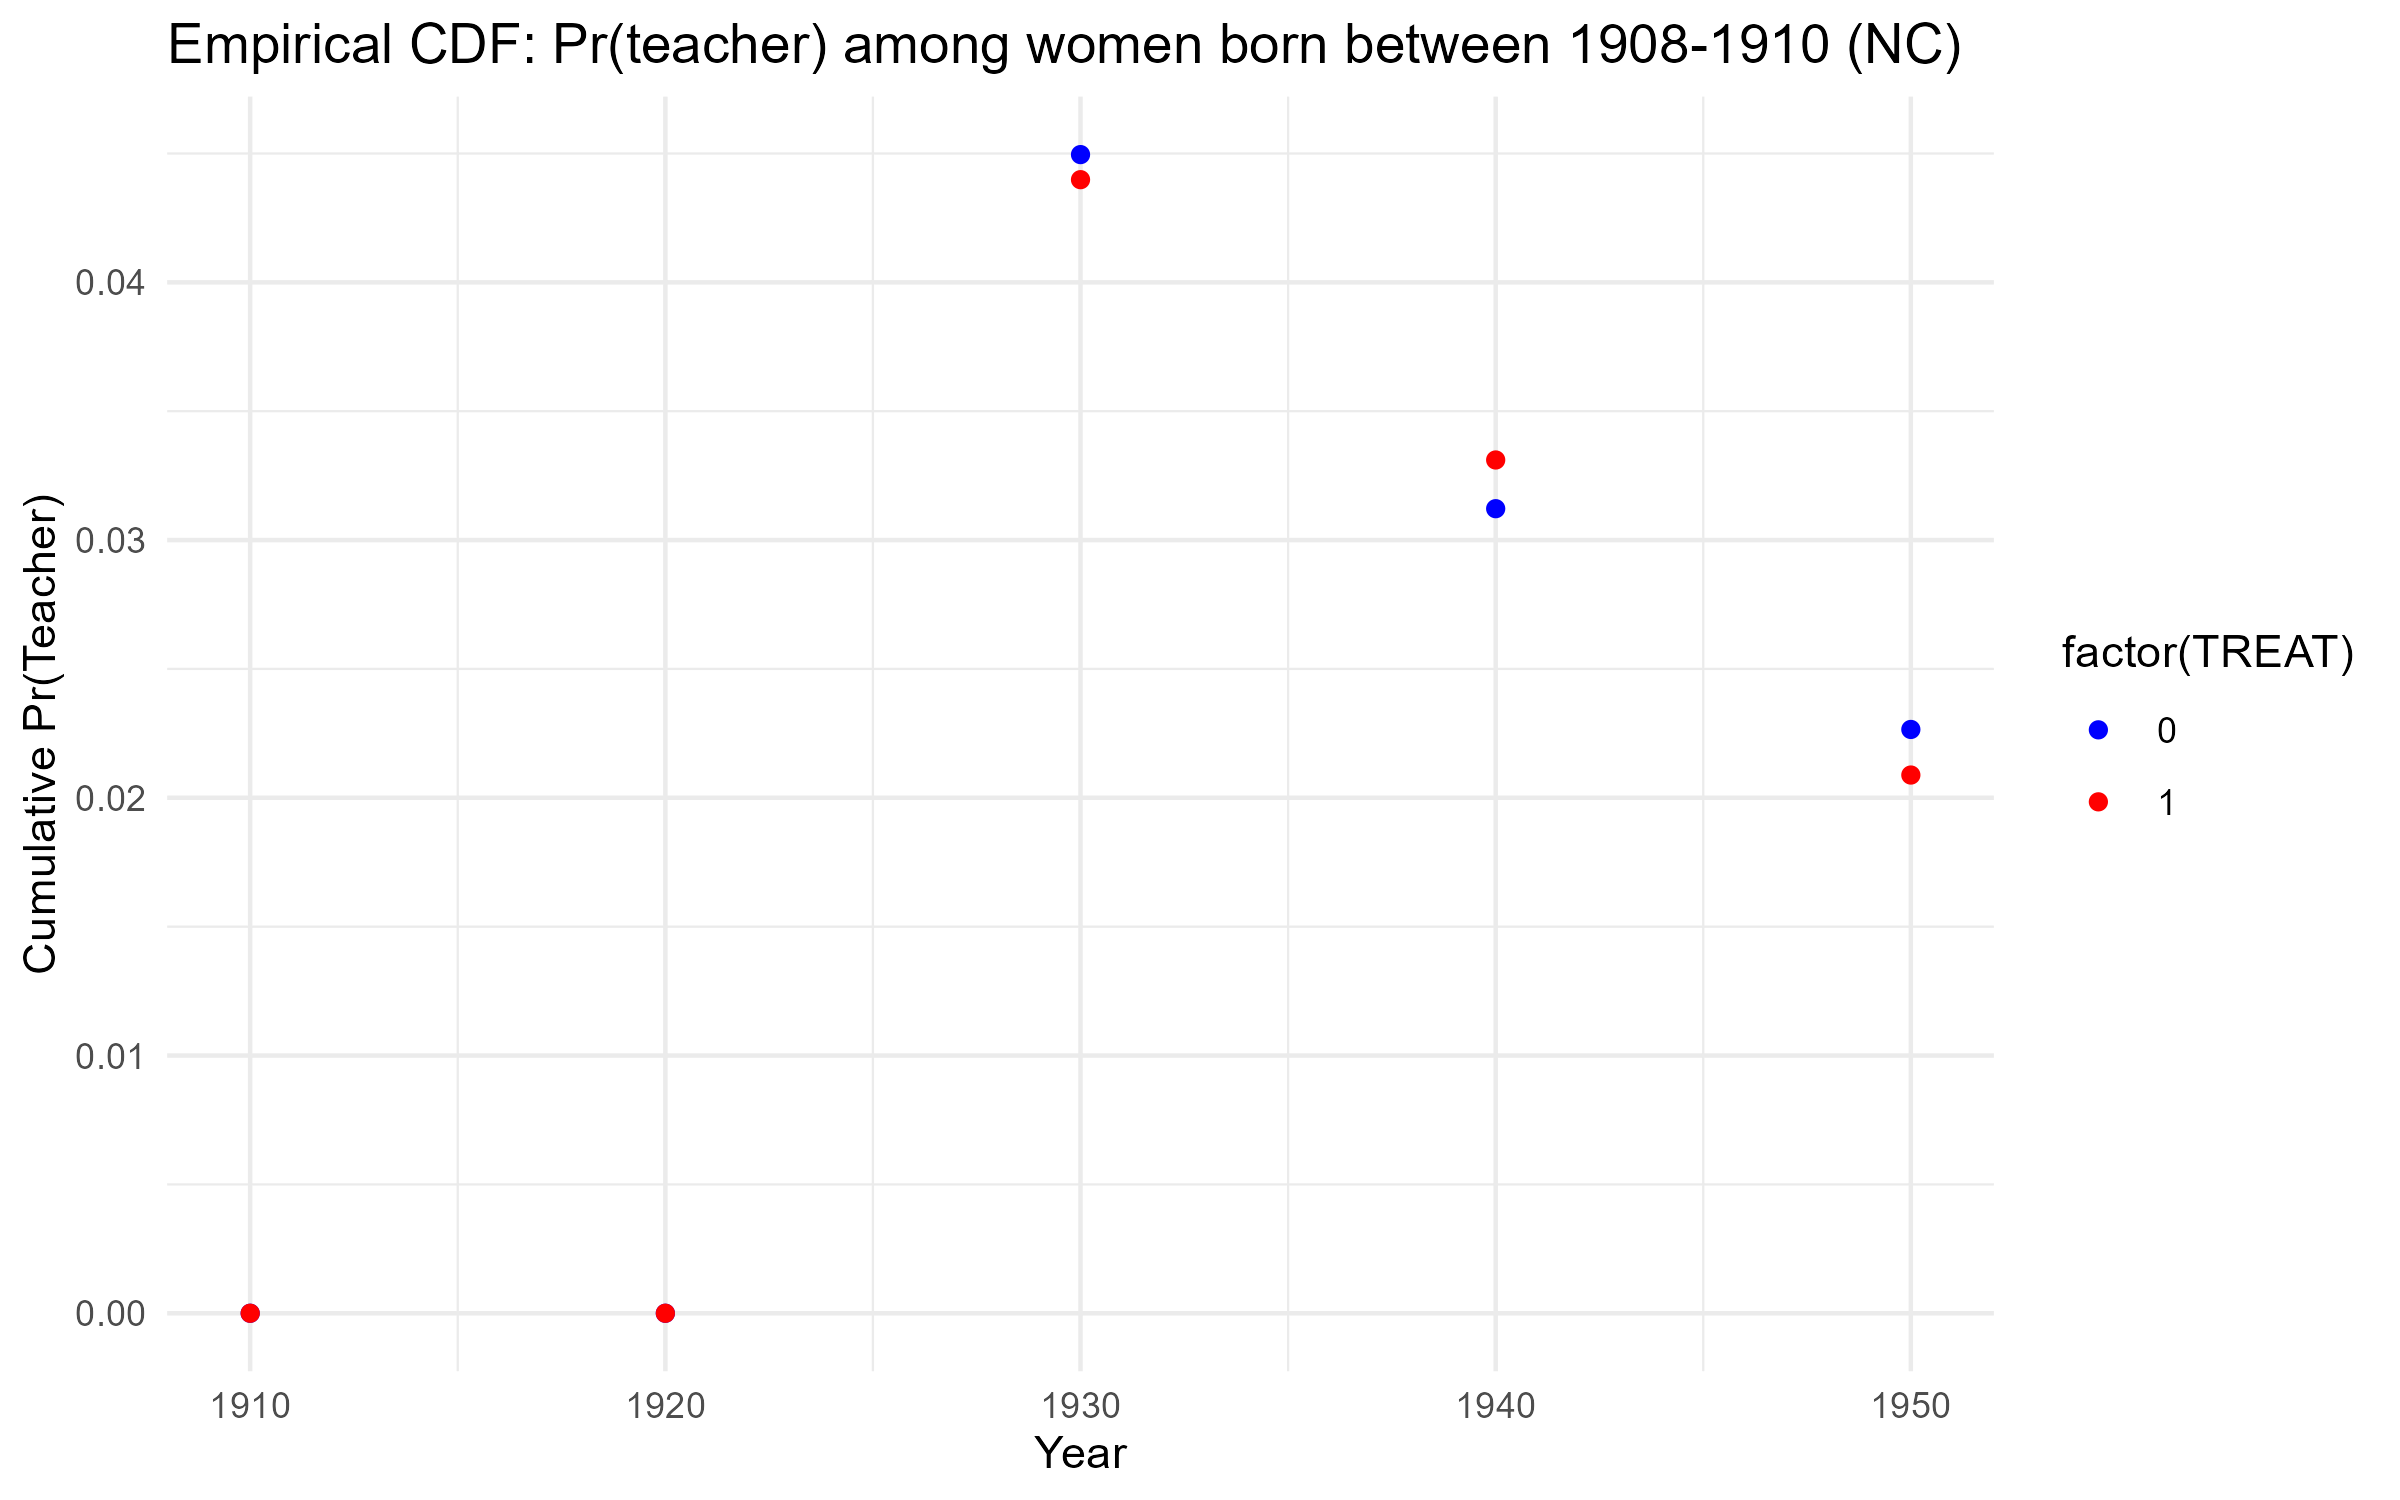 Empirical CDF: Pr(teacher) among women born between 1908-1910 (NC)
Cumulative Pr(Teacher)
0.04
0.03
0.02
0.01
0.00
1910 1920 1930 1940 1950
Year
factor(TREAT)
0
1